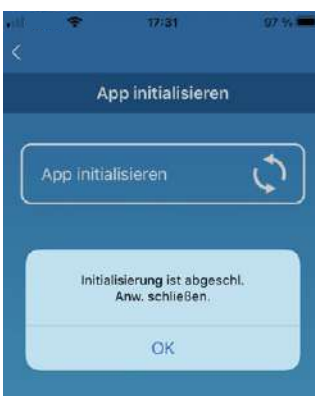 17:31
97 %
App initialisieren
App initialisieren
Initialisierung ist abgeschl.
Anw. schließen.
OK